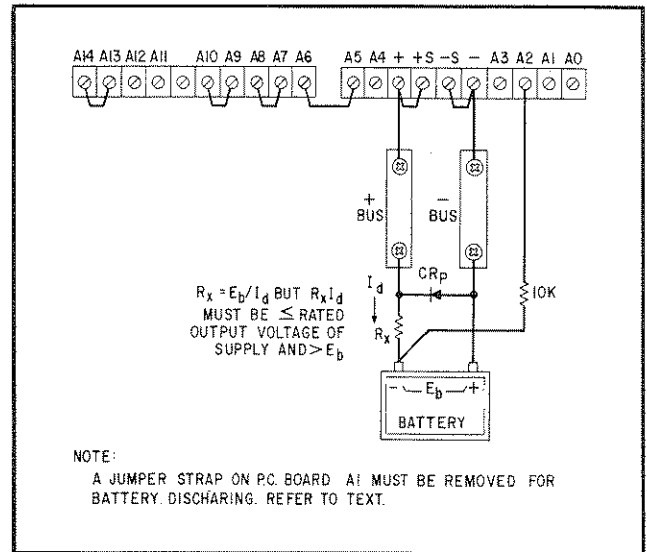 A14 A13 A12 A11 A10 A9 A8 A7 A6 A5 A4 + +S -S - A3 A2 A1 A0
+
BUS
-
BUS
CRP
Id
10K
Rx = Eb/Id BUT RxId
MUST BE ≤ RATED
OUTPUT VOLTAGE OF
SUPPLY AND > Eb
Rx
- Eb +
BATTERY
NOTE:
A JUMPER STRAP ON P.C. BOARD A1 MUST BE REMOVED FOR
BATTERY DISCHARING. REFER TO TEXT.